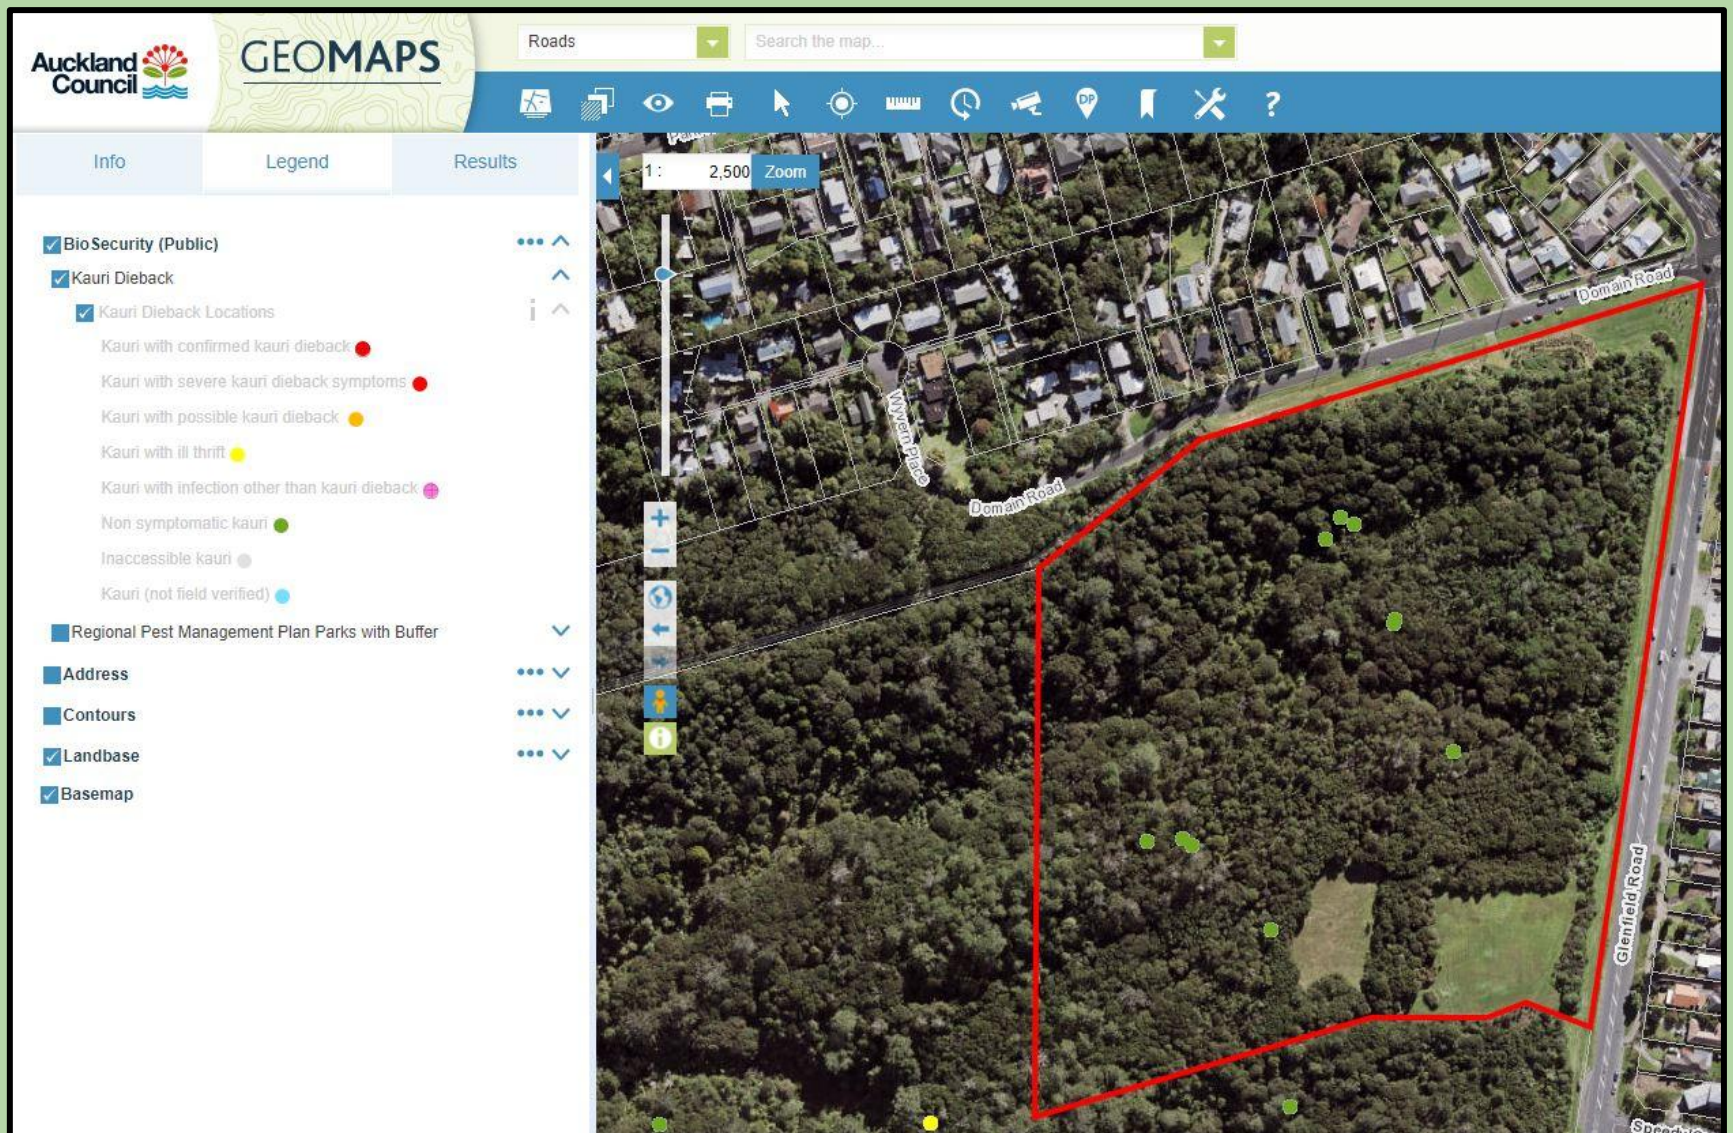 Auckland
Council
GEOMAPS
Roads
Search the map...
DP
?
Info
Legend
Results
1 :
2,500
Zoom
BioSecurity (Public)
Kauri Dieback
Kauri Dieback Locations
i
Kauri with confirmed kauri dieback
Kauri with severe kauri dieback symptoms
Kauri with possible kauri dieback
Kauri with ill thrift
Kauri with infection other than kauri dieback
Non symptomatic kauri
Inaccessible kauri
Kauri (not field verified)
Regional Pest Management Plan Parks with Buffer
Address
Contours
Landbase
Basemap
Domain Road
Wyvern Place
Domain Road
Glenfield Road